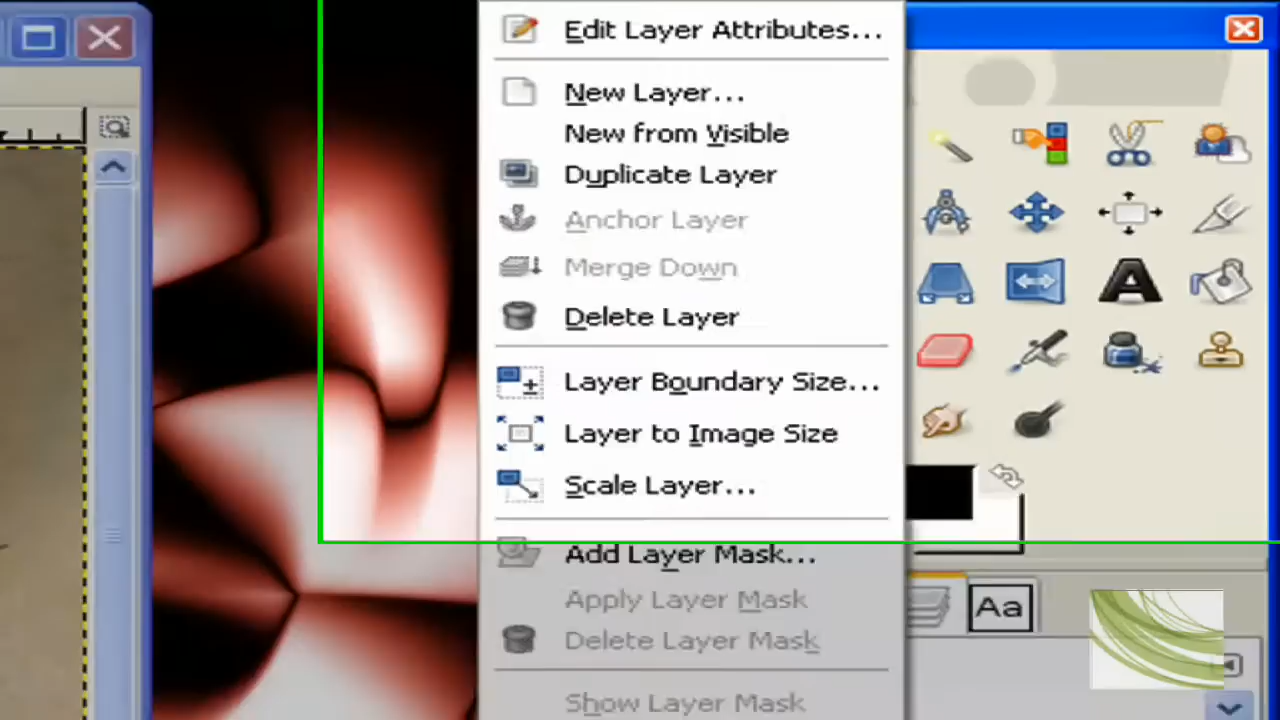 Edit Layer Attributes...
New Layer...
New from Visible
Duplicate Layer
Anchor Layer
Merge Down
Delete Layer
Layer Boundary Size...
Layer to Image Size
Scale Layer...
Add Layer Mask...
Apply Layer Mask
Delete Layer Mask
Show Layer Mask
Aa